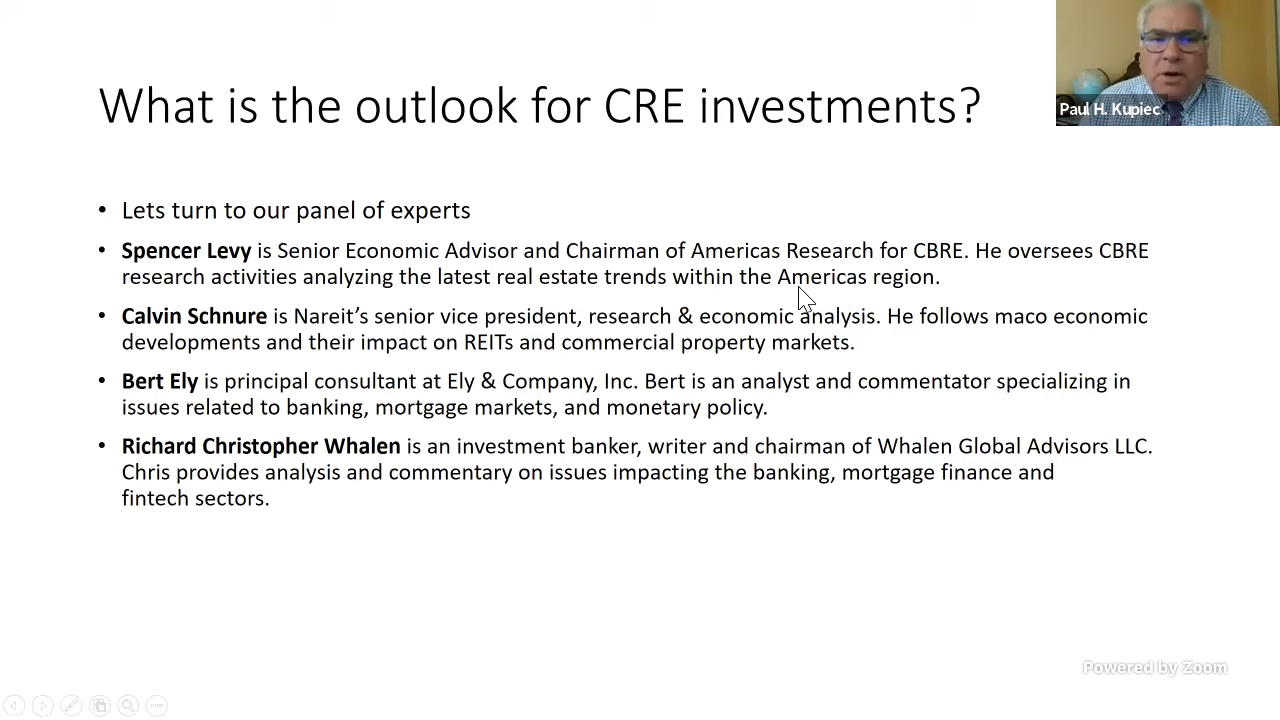 What is the outlook for CRE investments?
Paul H. Kupiec
• Lets turn to our panel of experts
• Spencer Levy is Senior Economic Advisor and Chairman of Americas Research for CBRE. He oversees CBRE
research activities analyzing the latest real estate trends within the Americas region.
• Calvin Schnure is Nareit’s senior vice president, research & economic analysis. He follows maco economic
developments and their impact on REITs and commercial property markets.
• Bert Ely is principal consultant at Ely & Company, Inc. Bert is an analyst and commentator specializing in
issues related to banking, mortgage markets, and monetary policy.
• Richard Christopher Whalen is an investment banker, writer and chairman of Whalen Global Advisors LLC.
Chris provides analysis and commentary on issues impacting the banking, mortgage finance and
fintech sectors.
Powered by Zoom